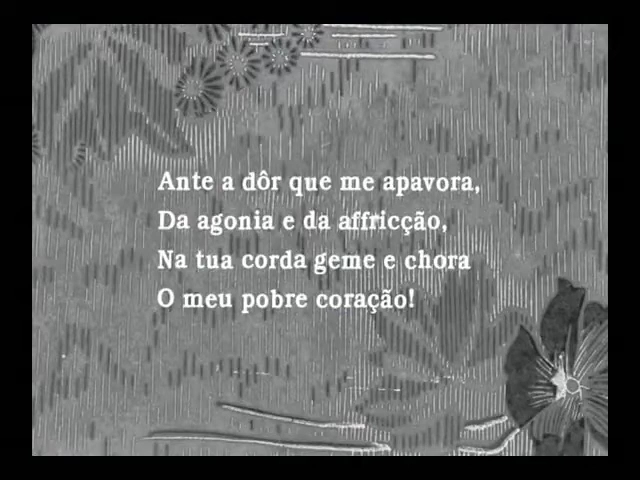 Ante a dôr que me apavora,
Da agonia e da affricção,
Na tua corda geme e chora
O meu pobre coração!